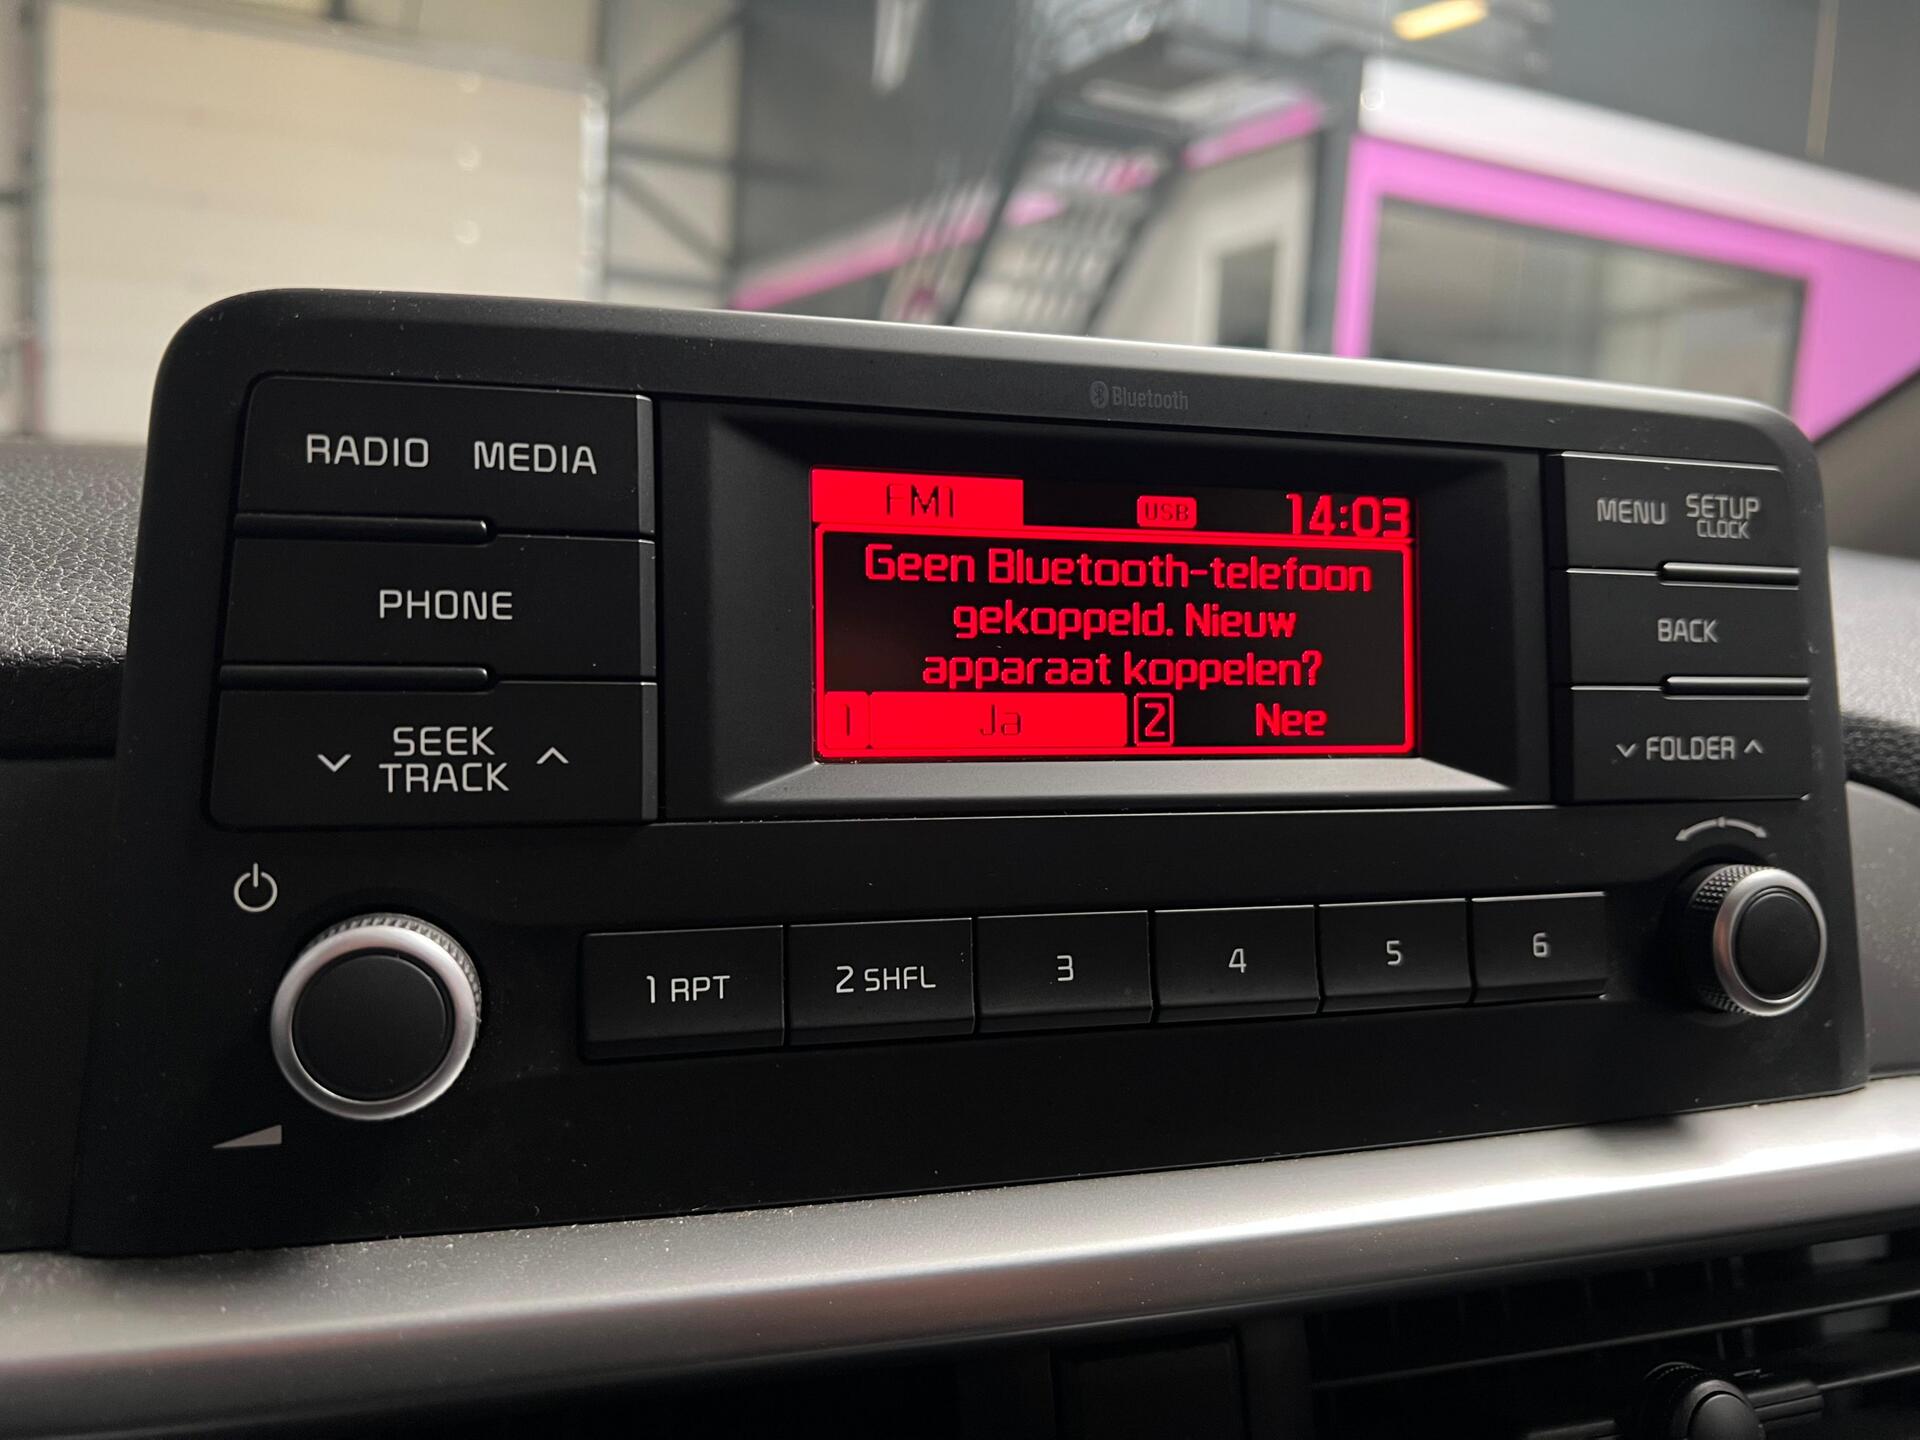 Bluetooth
RADIO MEDIA
PHONE
SEEK
TRACK
FM1 USB 14:03
Geen Bluetooth-telefoon
gekoppeld. Nieuw
apparaat koppelen?
1 Ja 2 Nee
MENU SETUP
CLOCK
BACK
FOLDER
1 RPT 2 SHFL 3 4 5 6